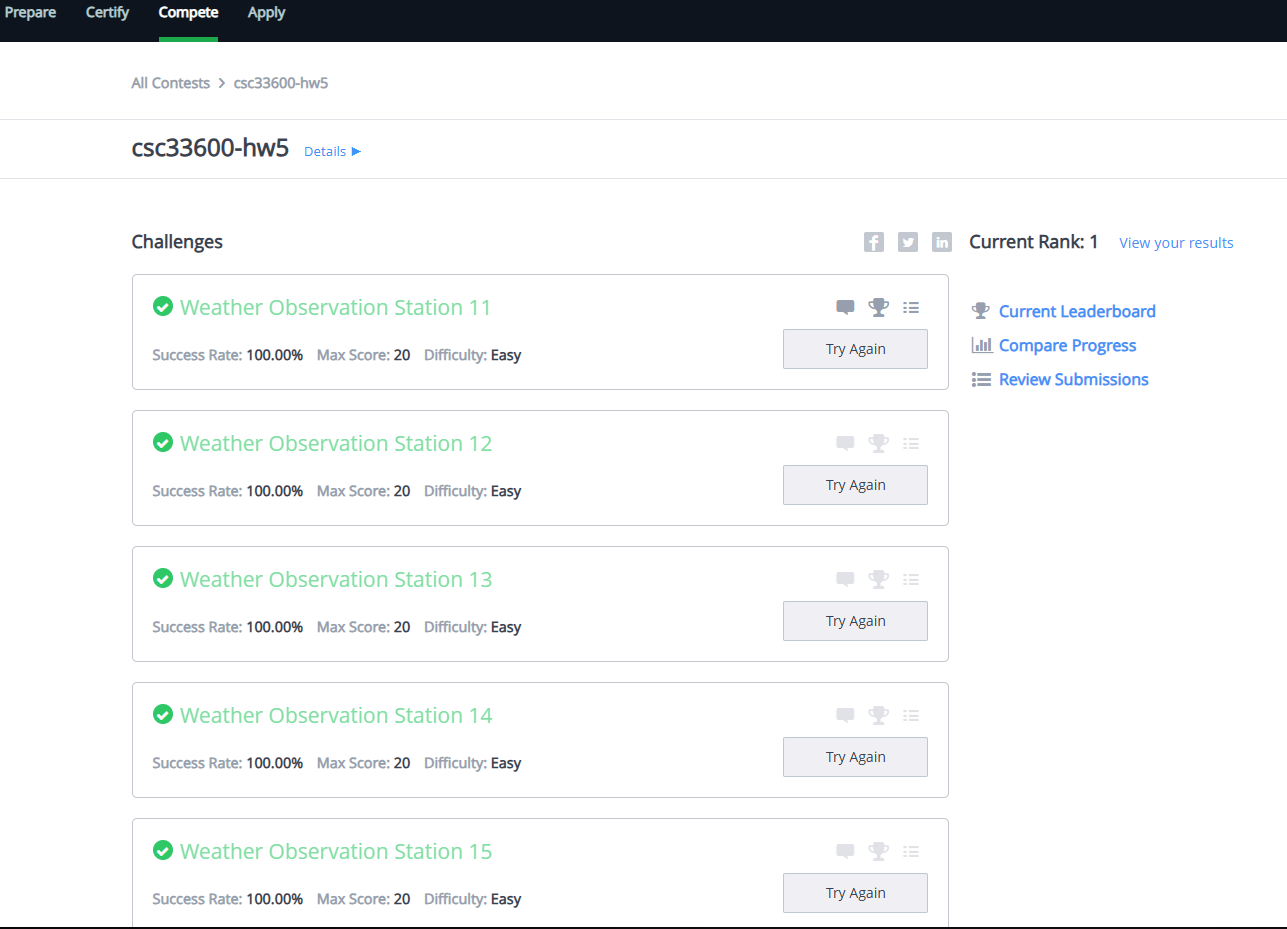 Prepare Certify Compete Apply
All Contests > csc33600-hw5
csc33600-hw5 Details ▶
Challenges
Current Rank: 1 View your results
Weather Observation Station 11
Success Rate: 100.00% Max Score: 20 Difficulty: Easy
Try Again
Current Leaderboard
Compare Progress
Review Submissions
Weather Observation Station 12
Success Rate: 100.00% Max Score: 20 Difficulty: Easy
Try Again
Weather Observation Station 13
Success Rate: 100.00% Max Score: 20 Difficulty: Easy
Try Again
Weather Observation Station 14
Success Rate: 100.00% Max Score: 20 Difficulty: Easy
Try Again
Weather Observation Station 15
Success Rate: 100.00% Max Score: 20 Difficulty: Easy
Try Again